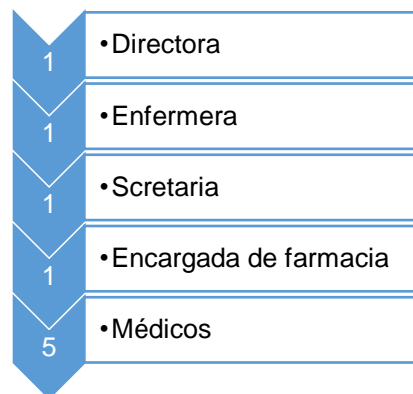 1
•Directora
1
•Enfermera
1
•Scretaria
1
•Encargada de farmacia
5
•Médicos